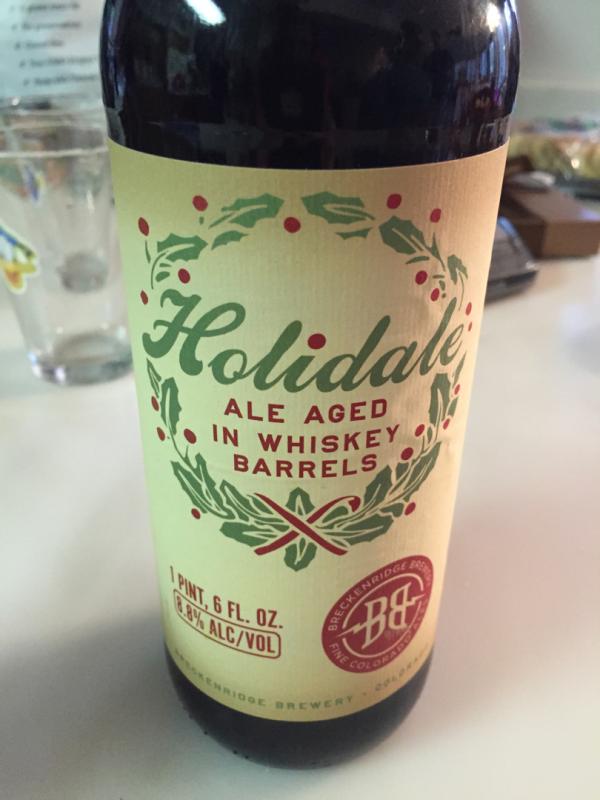 Holidale
ALE AGED
IN WHISKEY
BARRELS
1 PINT, 6 FL. OZ.
8.8% ALC/VOL
BRECKENRIDGE BREWERY
BB
FINE COLORADO ALES
BRECKENRIDGE BREWERY - COLORADO